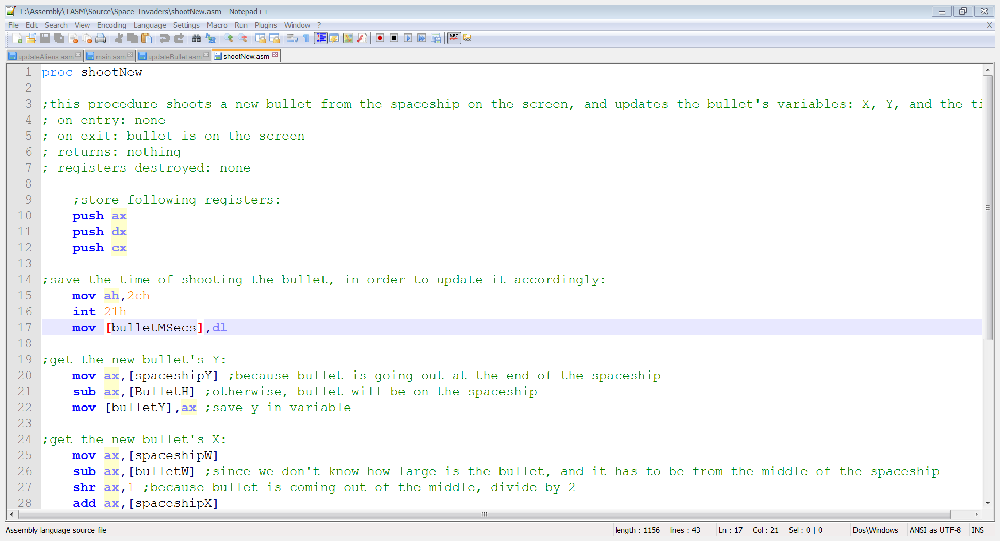 E:\Assembly\TASM\Source\Space_Invaders\shootNew.asm - Notepad++
File Edit Search View Encoding Language Settings Macro Run Plugins Window ? X
ABC
updateAliens.asm main.asm updateBullet.asm shootNew.asm
1 proc shootNew
2
3 ;this procedure shoots a new bullet from the spaceship on the screen, and updates the bullet's variables: X, Y, and the
4 ; on entry: none
5 ; on exit: bullet is on the screen
6 ; returns: nothing
7 ; registers destroyed: none
8
9 ;store following registers:
10 push ax
11 push dx
12 push cx
13
14 ;save the time of shooting the bullet, in order to update it accordingly:
15 mov ah,2ch
16 int 21h
17 mov [bulletMSecs],dl
18
19 ;get the new bullet's Y:
20 mov ax,[spaceshipY] ;because bullet is going out at the end of the spaceship
21 sub ax,[BulletH] ;otherwise, bullet will be on the spaceship
22 mov [bulletY],ax ;save y in variable
23
24 ;get the new bullet's X:
25 mov ax,[spaceshipW]
26 sub ax,[bulletW] ;since we don't know how large is the bullet, and it has to be from the middle of the spaceship
27 shr ax,1 ;because bullet is coming out of the middle, divide by 2
28 add ax,[spaceshipX]
Assembly language source file length : 1156 lines : 43 Ln : 17 Col : 21 Sel : 0 | 0 Dos\Windows ANSI as UTF-8 INS